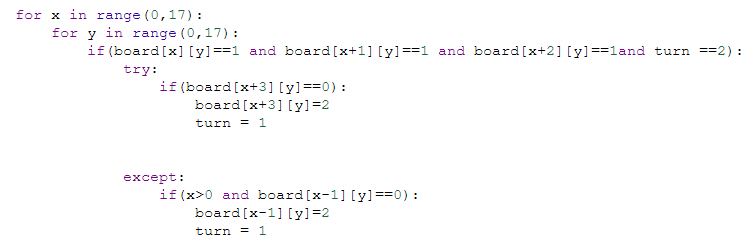 for x in range(0,17):
    for y in range(0,17):
        if(board[x][y]==1 and board[x+1][y]==1 and board[x+2][y]==1and turn ==2):
            try:
                if(board[x+3][y]==0):
                    board[x+3][y]=2
                    turn = 1
            except:
                if(x>0 and board[x-1][y]==0):
                    board[x-1][y]=2
                    turn = 1